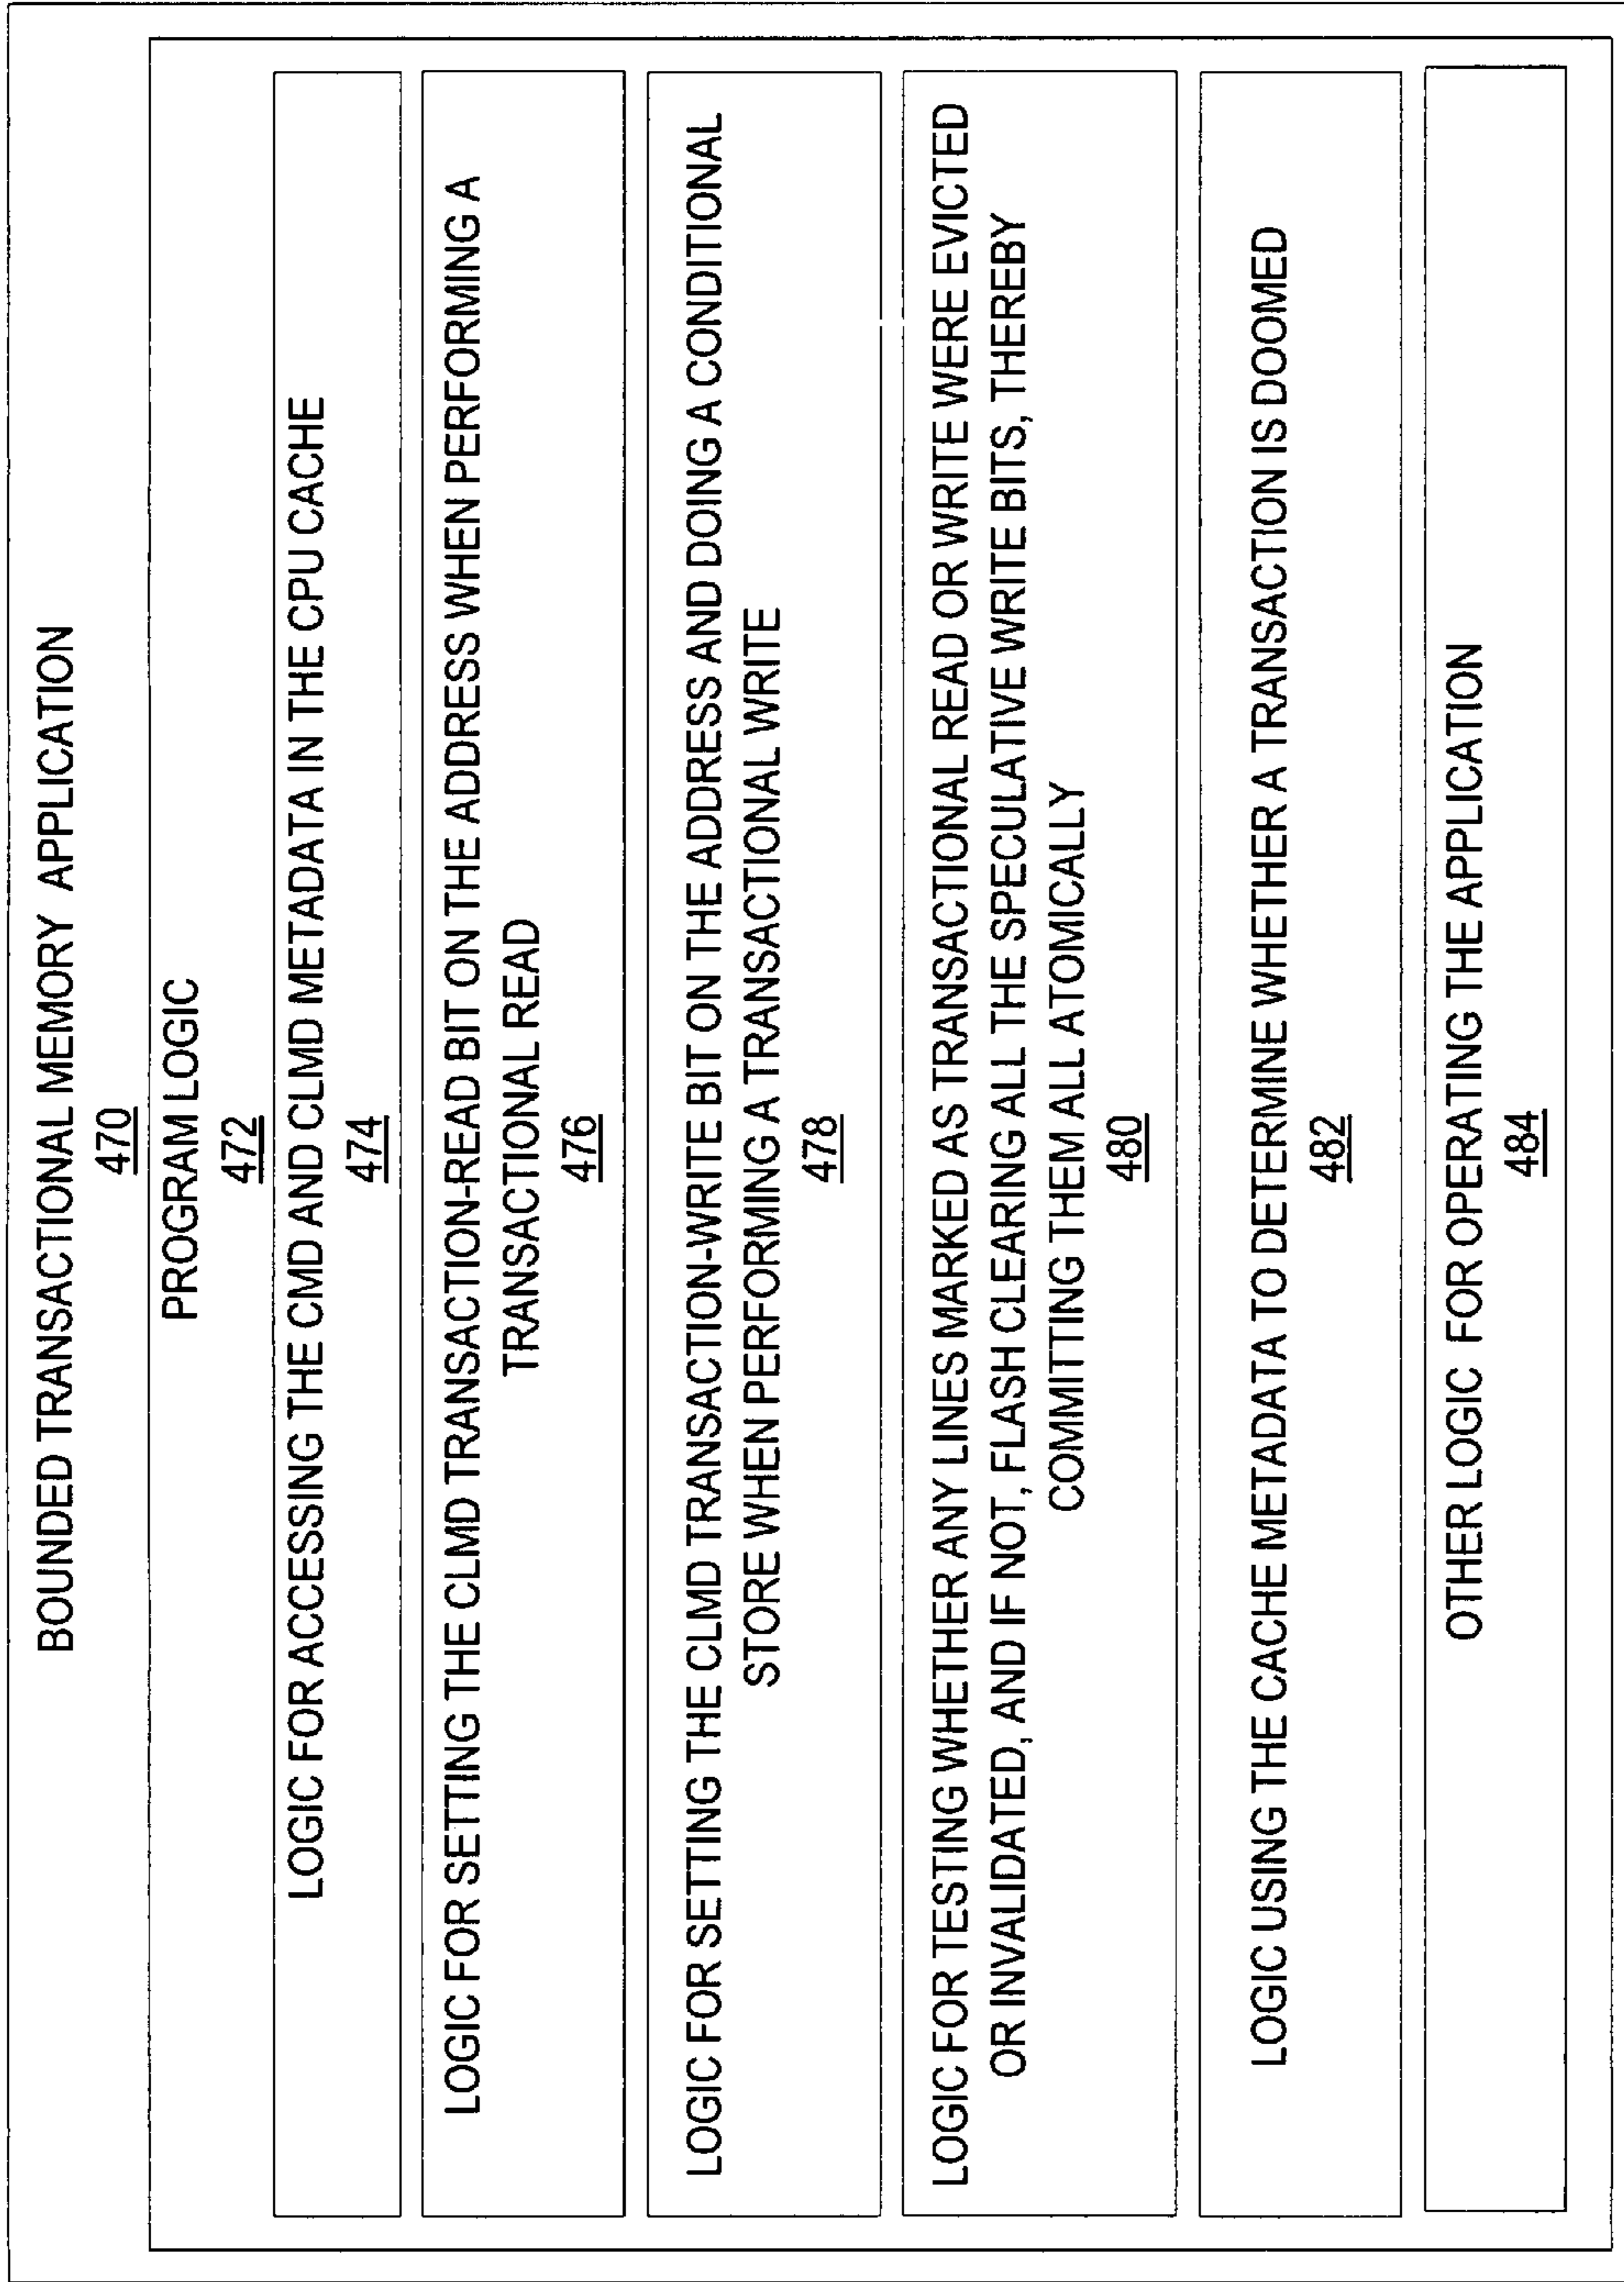 BOUNDED TRANSACTIONAL MEMORY APPLICATION
470
PROGRAM LOGIC
472
LOGIC FOR ACCESSING THE CMD AND CLMD METADATA IN THE CPU CACHE
474
LOGIC FOR SETTING THE CLMD TRANSACTION-READ BIT ON THE ADDRESS WHEN PERFORMING A
TRANSACTIONAL READ
476
LOGIC FOR SETTING THE CLMD TRANSACTION-WRITE BIT ON THE ADDRESS AND DOING A CONDITIONAL
STORE WHEN PERFORMING A TRANSACTIONAL WRITE
478
LOGIC FOR TESTING WHETHER ANY LINES MARKED AS TRANSACTIONAL READ OR WRITE WERE EVICTED
OR INVALIDATED, AND IF NOT, FLASH CLEARING ALL THE SPECULATIVE WRITE BITS, THEREBY
COMMITTING THEM ALL ATOMICALLY
480
LOGIC USING THE CACHE METADATA TO DETERMINE WHETHER A TRANSACTION IS DOOMED
482
OTHER LOGIC FOR OPERATING THE APPLICATION
484